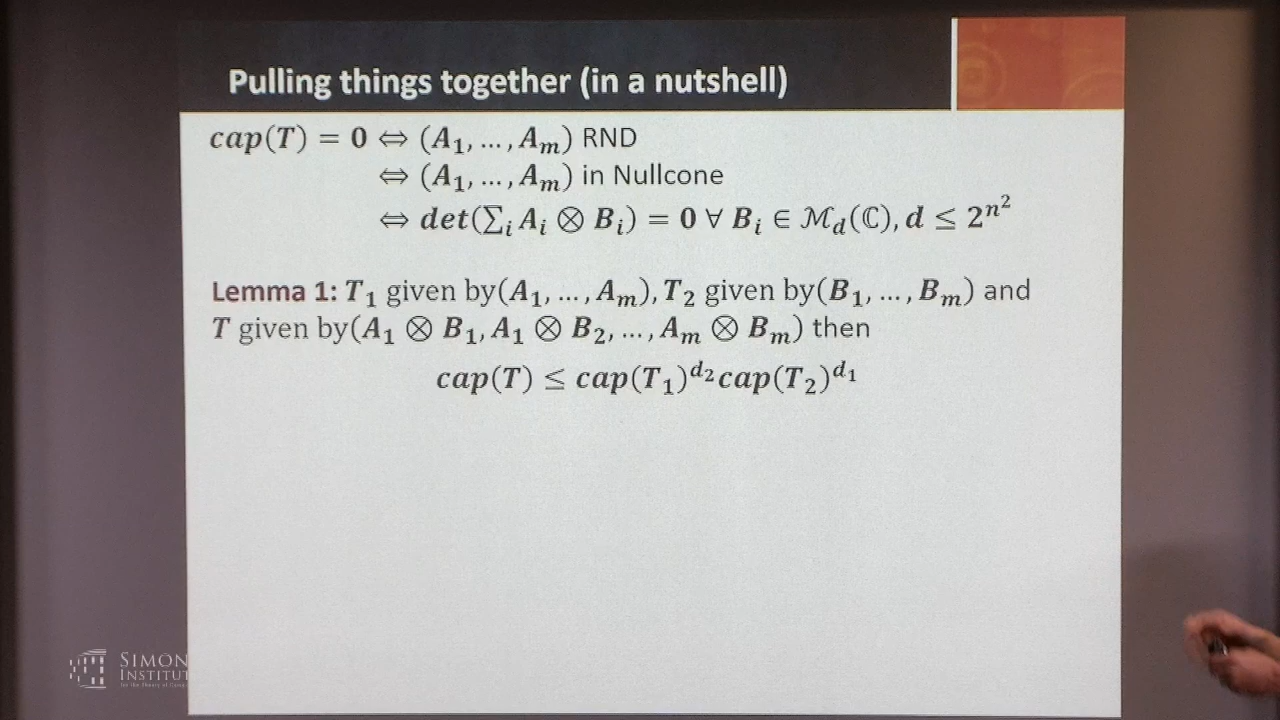 Pulling things together (in a nutshell)
cap(T) = 0 ⇔ (A₁, … , Aₘ) RND
⇔ (A₁, … , Aₘ) in Nullcone
⇔ det(∑ᵢ Aᵢ ⊗ Bᵢ) = 0 ∀ Bᵢ ∈ ℳ_d(ℂ), d ≤ 2^{n²}
Lemma 1: T₁ given by(A₁, … , Aₘ), T₂ given by(B₁, … , Bₘ) and
T given by(A₁ ⊗ B₁, A₁ ⊗ B₂, … , Aₘ ⊗ Bₘ) then
cap(T) ≤ cap(T₁)^{d₂}cap(T₂)^{d₁}
SIMON
INSTITUT